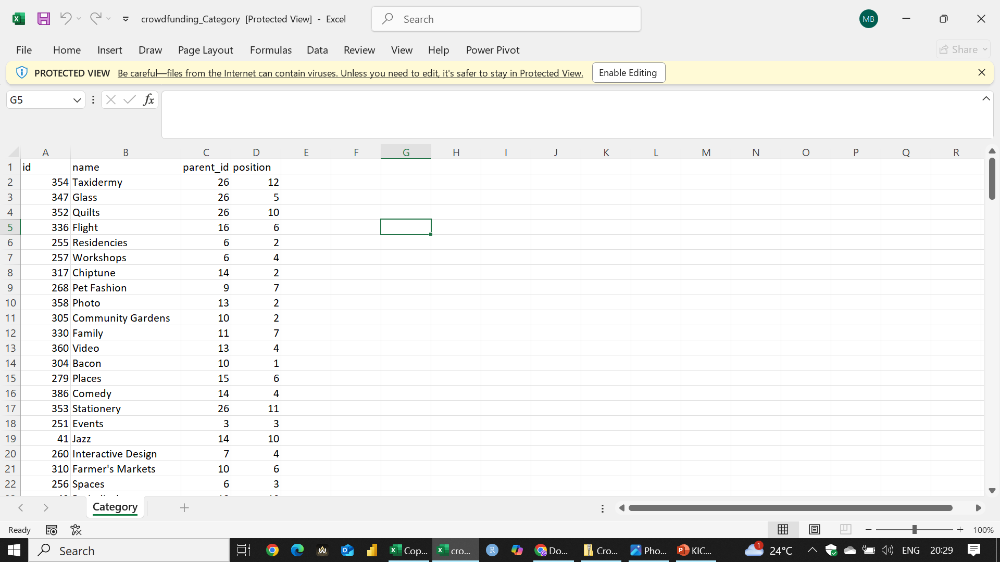 crowdfunding_Category [Protected View] - Excel
Search
MB
File Home Insert Draw Page Layout Formulas Data Review View Help Power Pivot
Share
PROTECTED VIEW Be careful—files from the Internet can contain viruses. Unless you need to edit, it's safer to stay in Protected View. Enable Editing
G5
fx
A B C D E F G H I J K L M N O P Q R
1 id name parent_id position
2 354 Taxidermy 26 12
3 347 Glass 26 5
4 352 Quilts 26 10
5 336 Flight 16 6
6 255 Residencies 6 2
7 257 Workshops 6 4
8 317 Chiptune 14 2
9 268 Pet Fashion 9 7
10 358 Photo 13 2
11 305 Community Gardens 10 2
12 330 Family 11 7
13 360 Video 13 4
14 304 Bacon 10 1
15 279 Places 15 6
16 386 Comedy 14 4
17 353 Stationery 26 11
18 251 Events 3 3
19 41 Jazz 14 10
20 260 Interactive Design 7 4
21 310 Farmer's Markets 10 6
22 256 Spaces 6 3
Category
Ready
100%
Search
Cop... cro... R Do... Cro... Pho... KIC... 1 24°C ENG 20:29